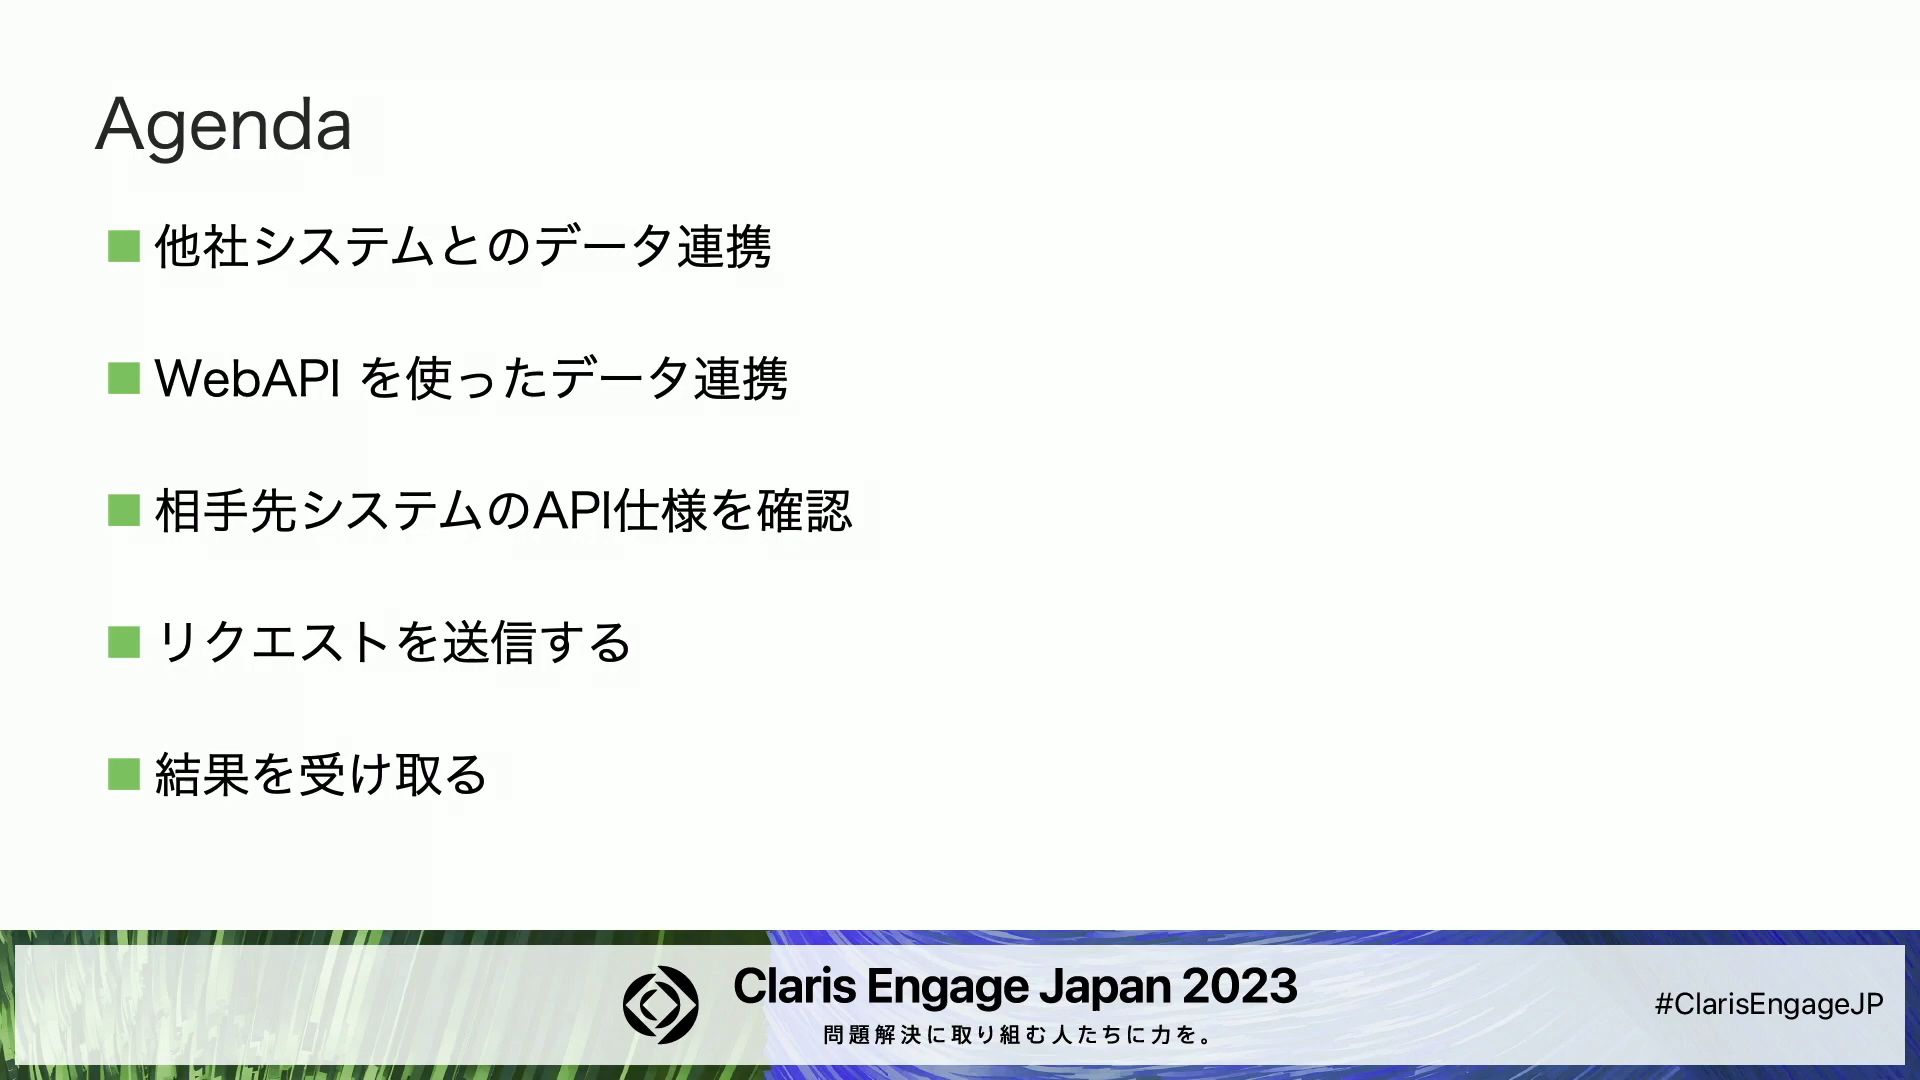 Agenda
他社システムとのデータ連携
WebAPI を使ったデータ連携
相手先システムのAPI仕様を確認
リクエストを送信する
結果を受け取る
Claris Engage Japan 2023
問題解決に取り組む人たちに力を。
#ClarisEngageJP